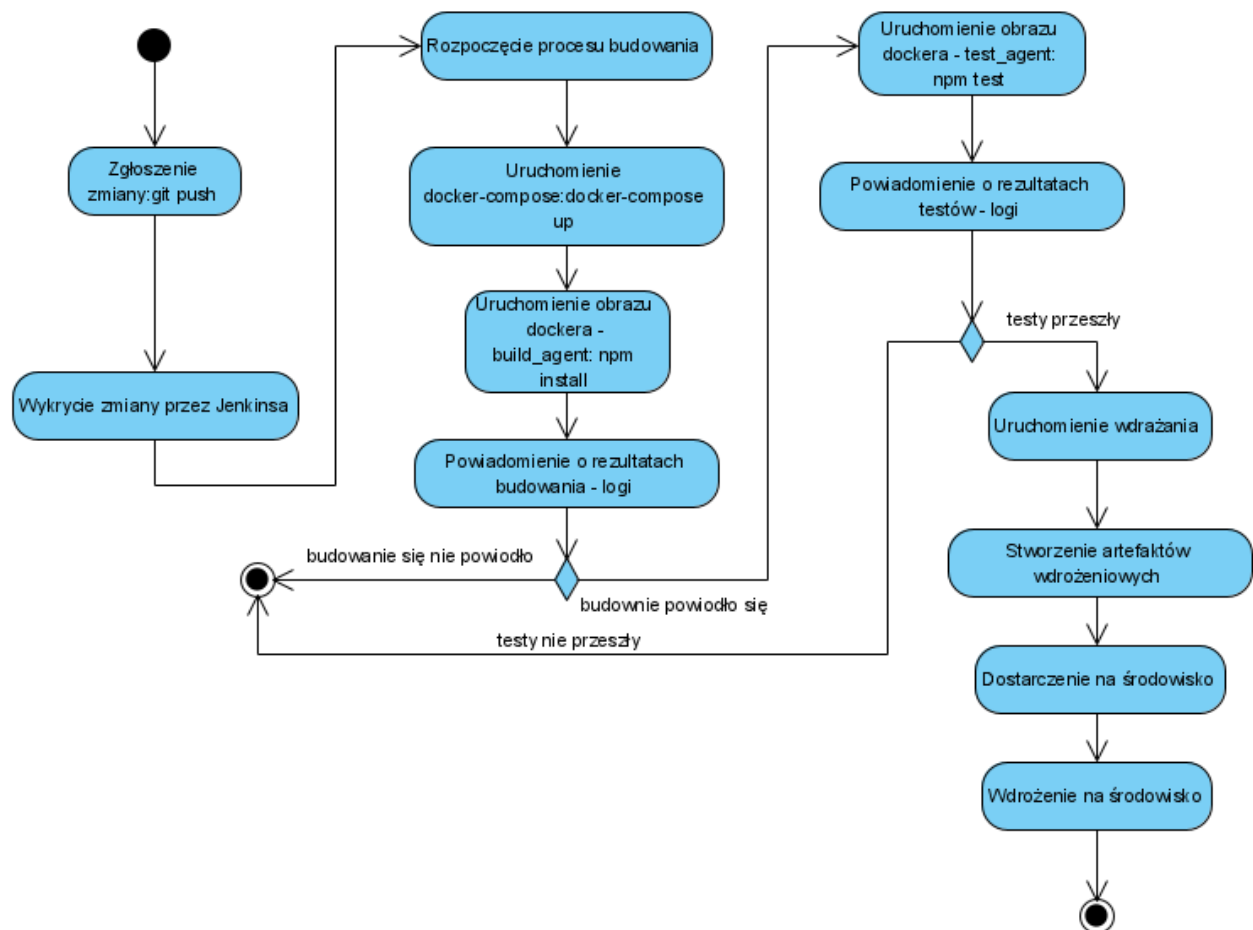 Zgłoszenie
zmiany:git push
Wykrycie zmiany przez Jenkinsa
Rozpoczęcie procesu budowania
Uruchomienie
docker-compose:docker-compose
up
Uruchomienie obrazu
dockera -
build_agent: npm
install
Powiadomienie o rezultatach
budowania - logi
budowanie się nie powiodło
budownie powiodło się
testy nie przeszły
Uruchomienie obrazu
dockera - test_agent:
npm test
Powiadomienie o rezultatach
testów - logi
testy przeszły
Uruchomienie wdrażania
Stworzenie artefaktów
wdrożeniowych
Dostarczenie na środowisko
Wdrożenie na środowisko